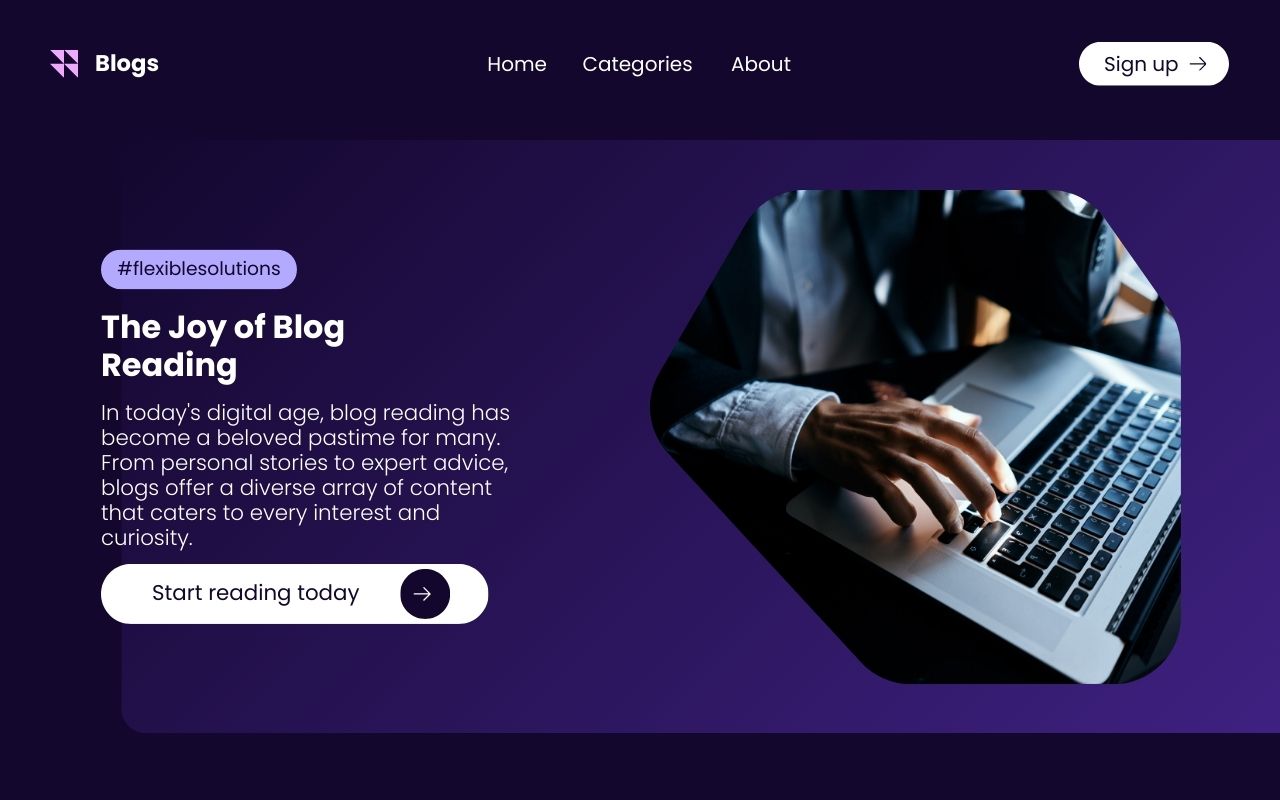 Blogs
Home
Categories
About
Sign up
#flexiblesolutions
The Joy of Blog
Reading
In today's digital age, blog reading has
become a beloved pastime for many.
From personal stories to expert advice,
blogs offer a diverse array of content
that caters to every interest and
curiosity.
Start reading today